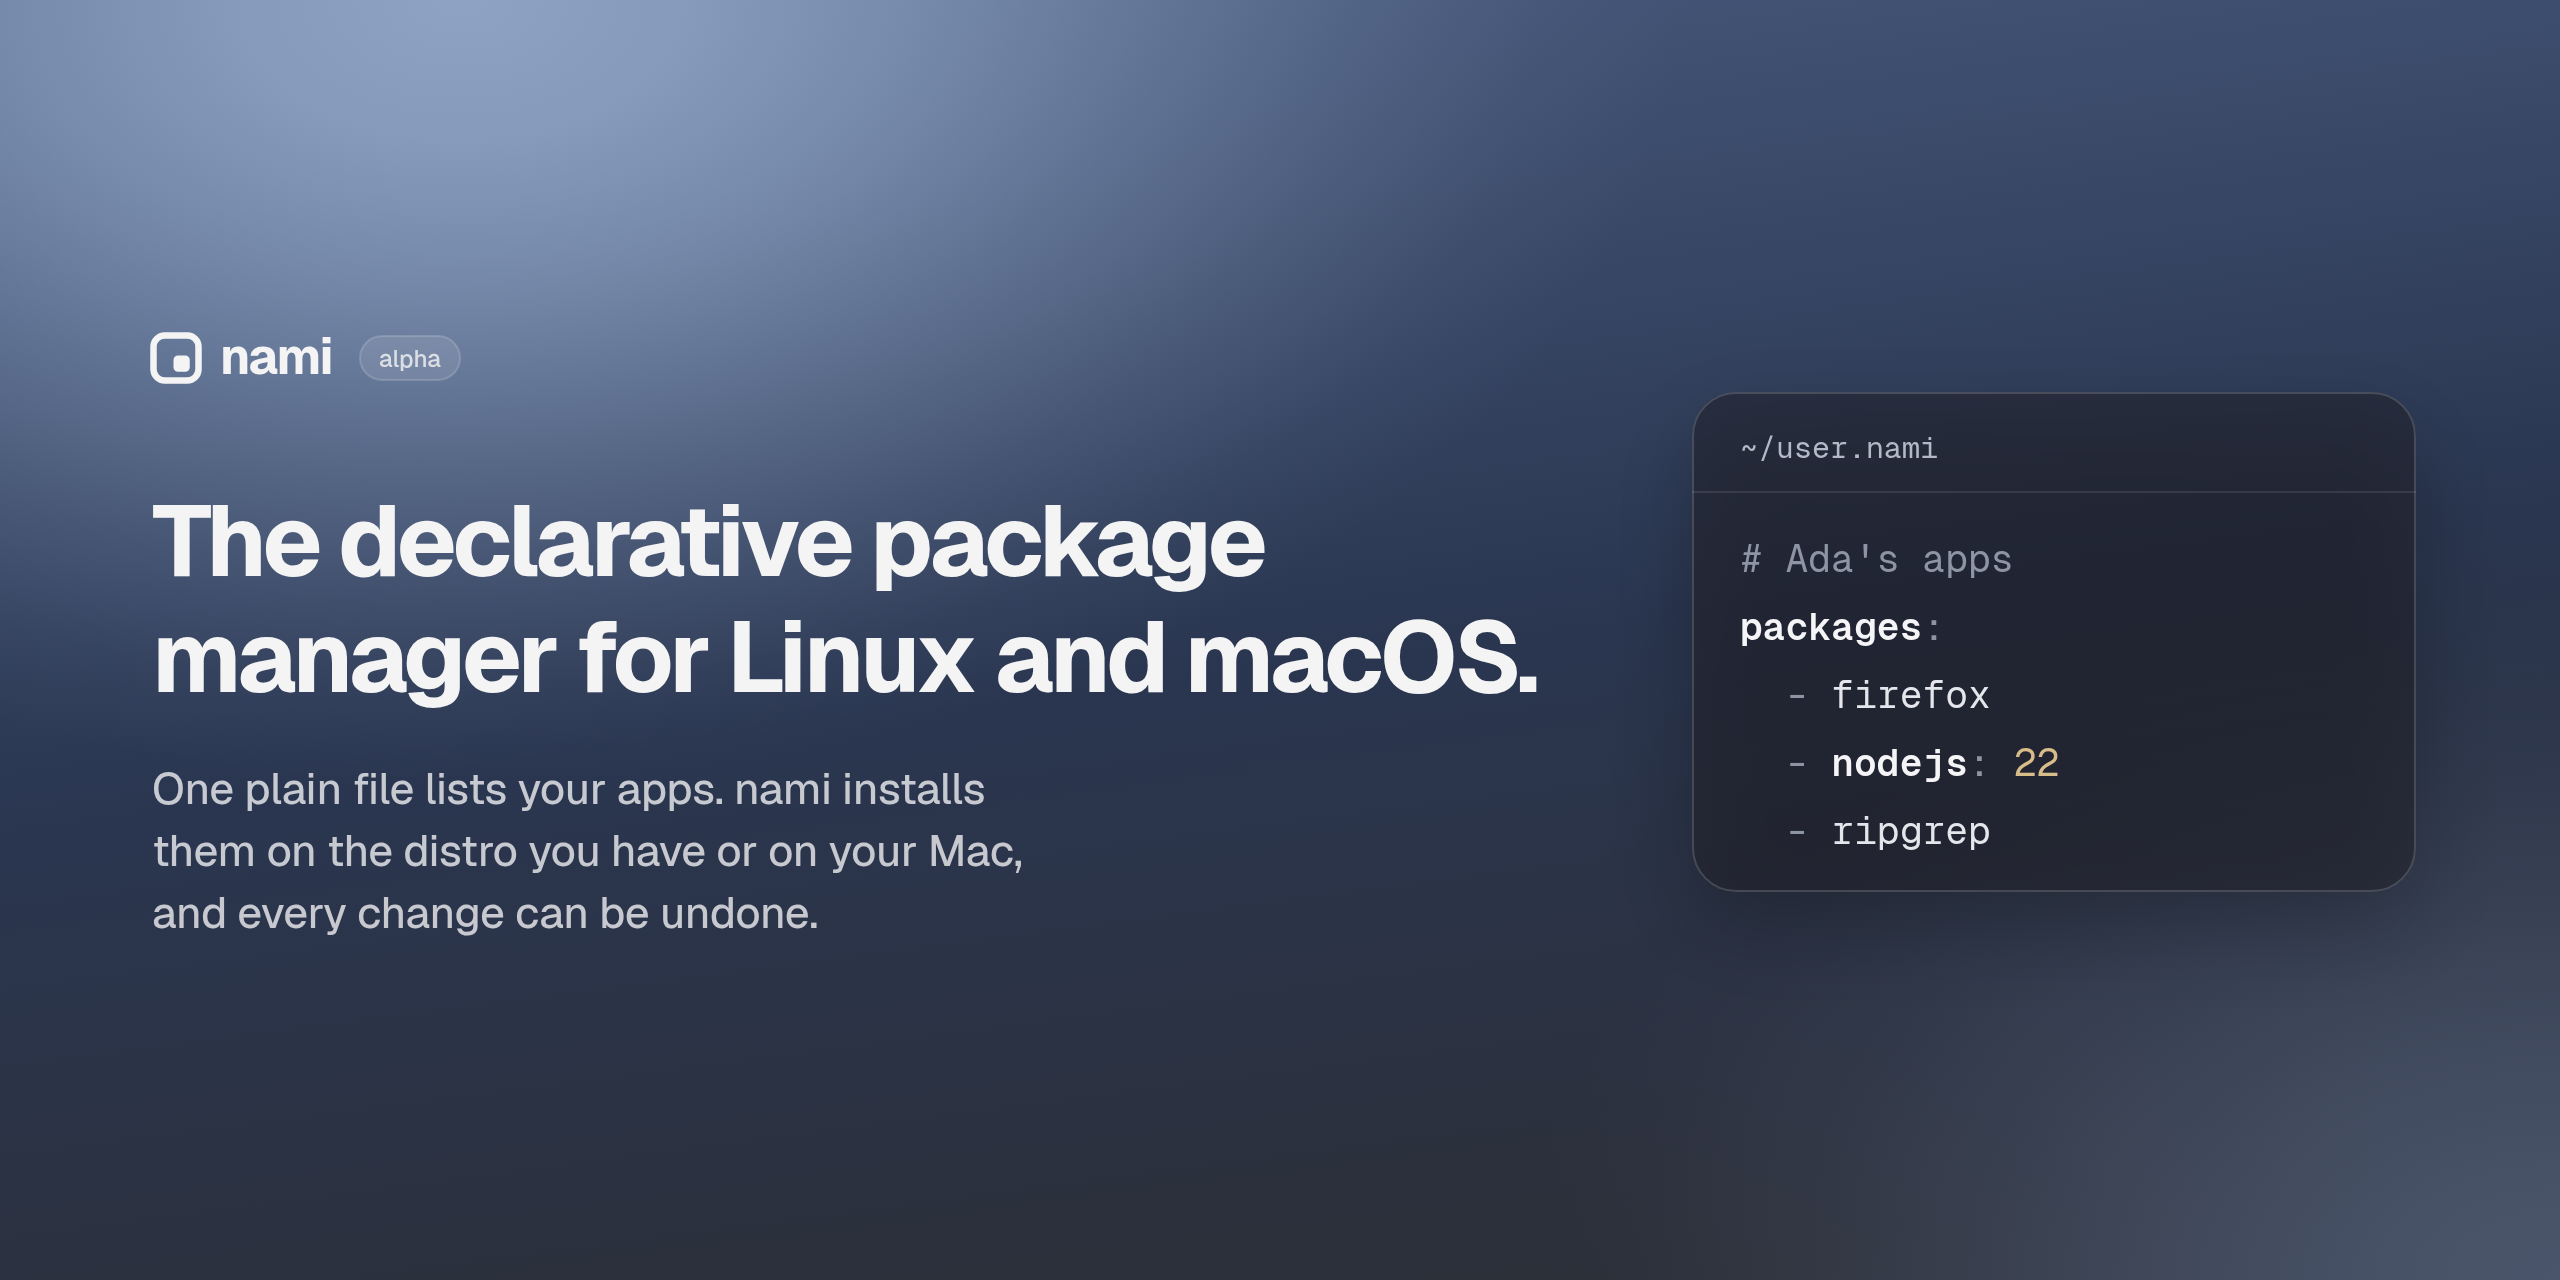 nami alpha
The declarative package
manager for Linux and macOS.
One plain file lists your apps. nami installs
them on the distro you have or on your Mac,
and every change can be undone.
~/user.nami
# Ada's apps
packages:
  - firefox
  - nodejs: 22
  - ripgrep